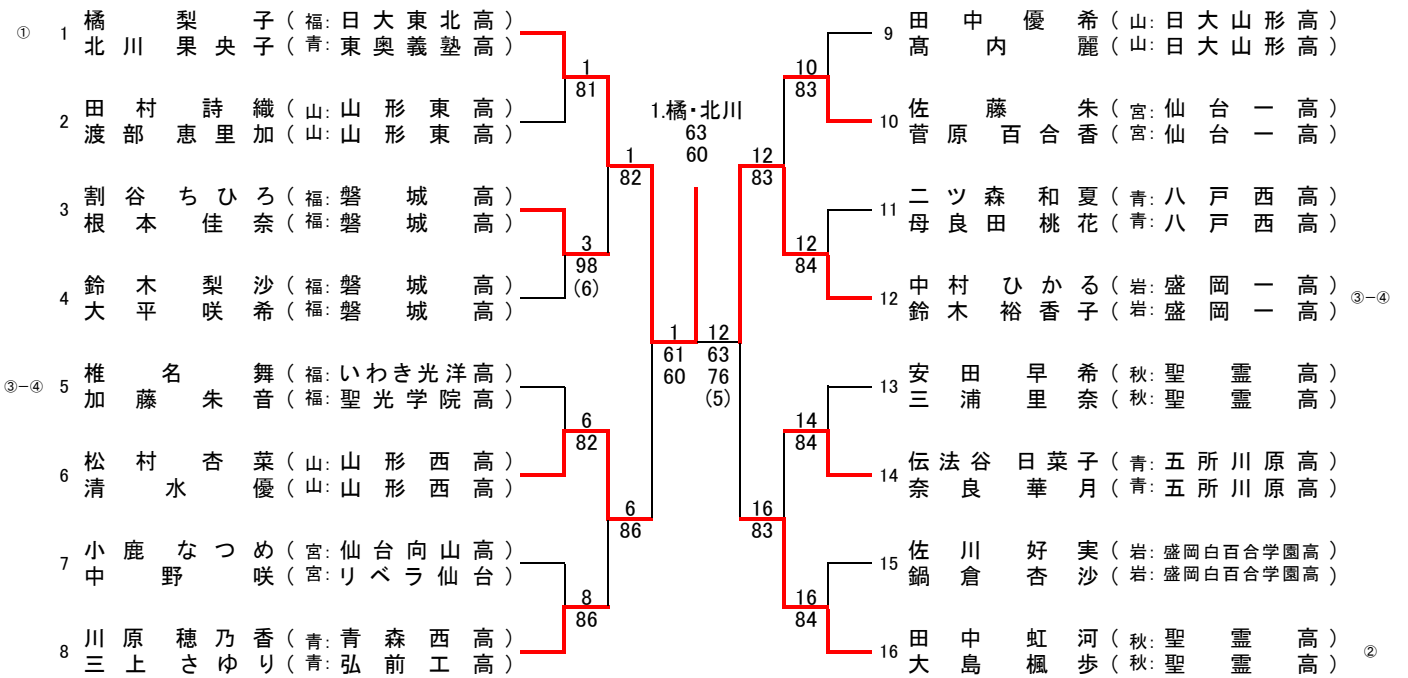 ①
1
橘梨子(福:日大東北高)
北川果央子(青:東奥義塾高)
2
田村詩織(山:山形東高)
渡部恵里加(山:山形東高)
3
割谷ちひろ(福:磐城高)
根本佳奈(福:磐城高)
4
鈴木梨沙(福:磐城高)
大平咲希(福:磐城高)
③-④
5
椎名舞(福:いわき光洋高)
加藤朱音(福:聖光学院高)
6
松村杏菜(山:山形西高)
清水優(山:山形西高)
7
小鹿なつめ(宮:仙台向山高)
中野咲(宮:リベラ仙台)
8
川原穂乃香(青:青森西高)
三上さゆり(青:弘前工高)
1
81
3
98
(6)
6
82
8
86
1
82
6
86
1
61
60
1.橘・北川
63
60
12
63
76
(5)
12
83
16
83
10
83
12
84
14
84
16
84
9
田中優希(山:日大山形高)
髙内麗(山:日大山形高)
10
佐藤朱(宮:仙台一高)
菅原百合香(宮:仙台一高)
11
二ツ森和夏(青:八戸西高)
母良田桃花(青:八戸西高)
12
中村ひかる(岩:盛岡一高)
鈴木裕香子(岩:盛岡一高)
③-④
13
安田早希(秋:聖霊高)
三浦里奈(秋:聖霊高)
14
伝法谷日菜子(青:五所川原高)
奈良華月(青:五所川原高)
15
佐川好実(岩:盛岡白百合学園高)
鍋倉杏沙(岩:盛岡白百合学園高)
16
田中虹河(秋:聖霊高)
大島楓歩(秋:聖霊高)
②